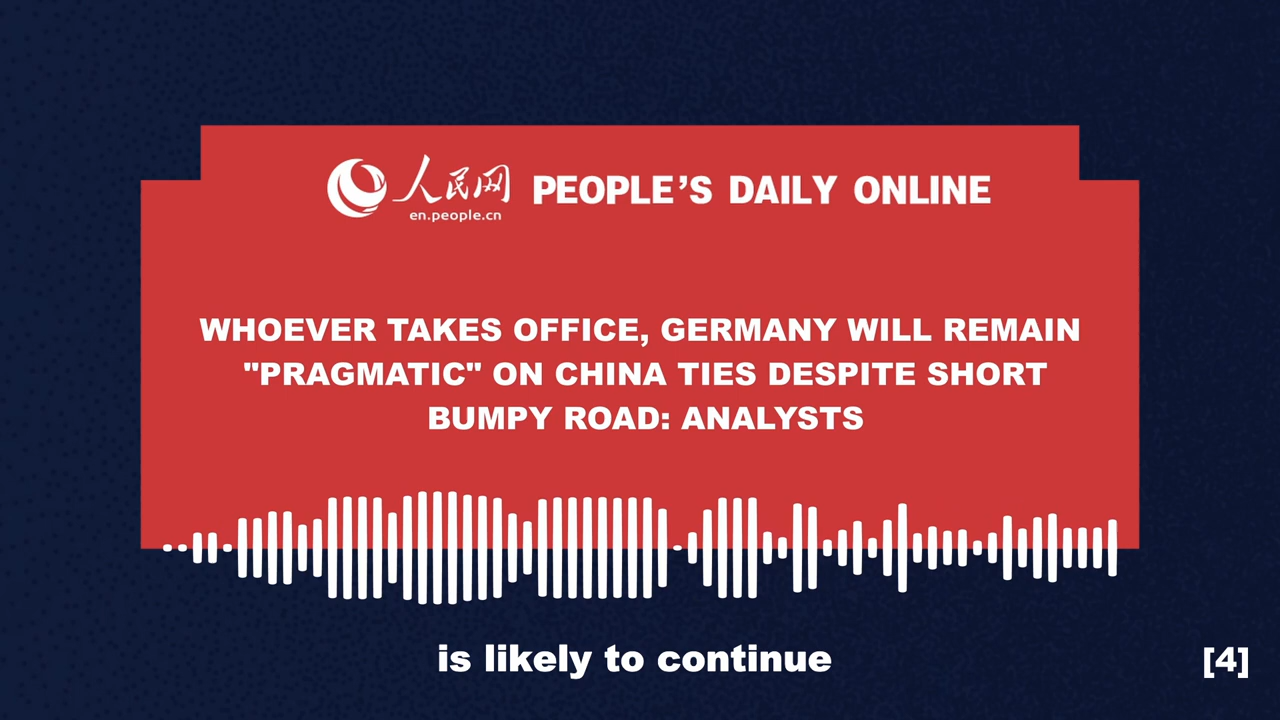 人民网 PEOPLE'S DAILY ONLINE
en.people.cn
WHOEVER TAKES OFFICE, GERMANY WILL REMAIN
"PRAGMATIC" ON CHINA TIES DESPITE SHORT
BUMPY ROAD: ANALYSTS
is likely to continue
[4]